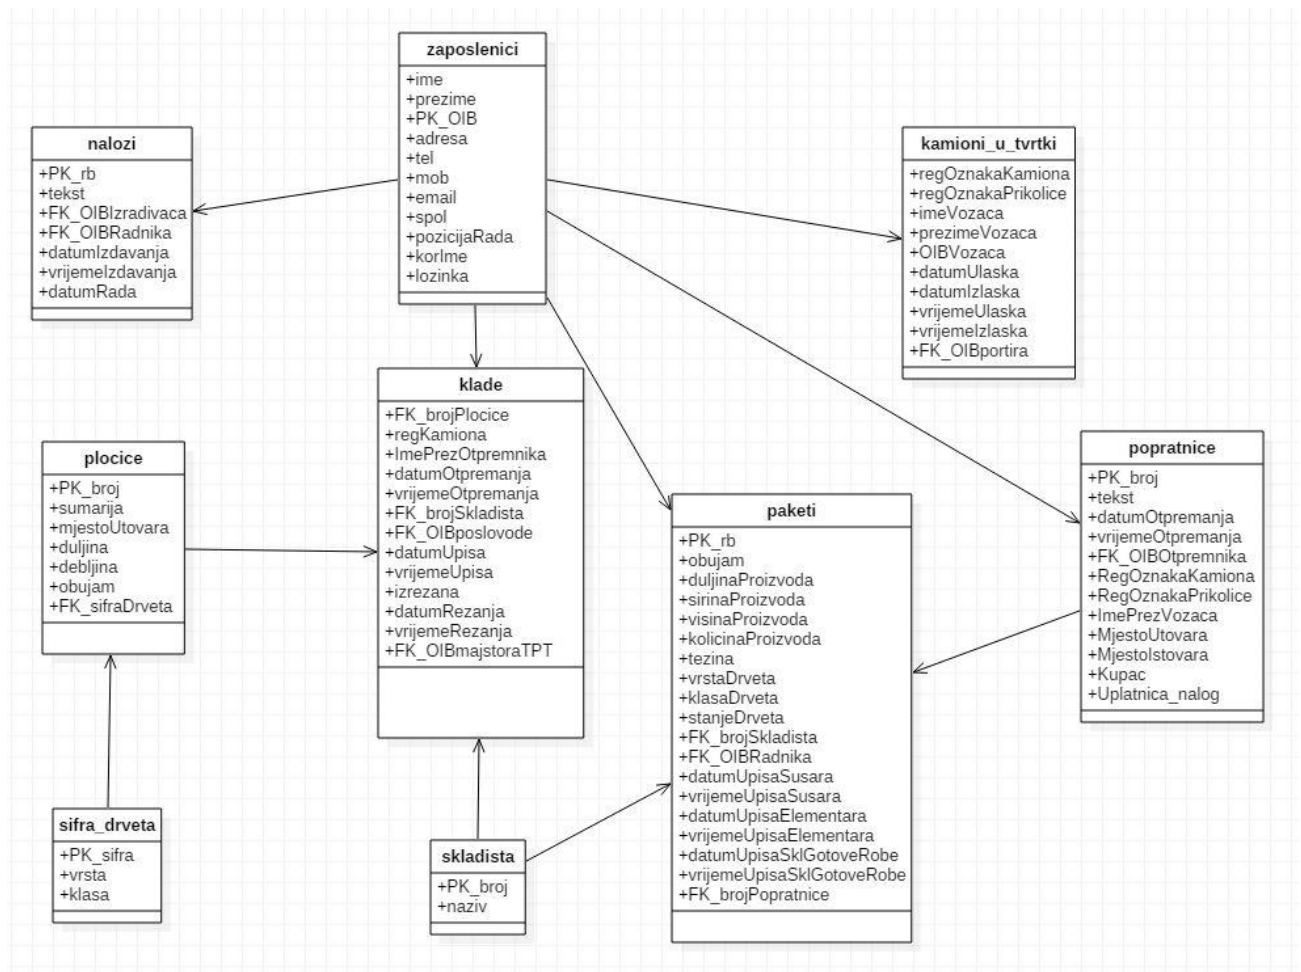 zaposlenici
+ime
+prezime
+PK_OIB
+adresa
+tel
+mob
+email
+spol
+pozicijaRada
+korIme
+lozinka
nalozi
+PK_rb
+tekst
+FK_OIBIzradivaca
+FK_OIBRadnika
+datumIzdavanja
+vrijemeIzdavanja
+datumRada
kamioni_u_tvrtki
+regOznakaKamiona
+regOznakaPrikolice
+imeVozaca
+prezimeVozaca
+OIBVozaca
+datumUlaska
+datumIzlaska
+vrijemeUlaska
+vrijemeIzlaska
+FK_OIBportira
klade
+FK_brojPlocice
+regKamiona
+ImePrezOtpremnika
+datumOtpremanja
+vrijemeOtpremanja
+FK_brojSkladista
+FK_OIBposlovode
+datumUpisa
+vrijemeUpisa
+izrezana
+datumRezanja
+vrijemeRezanja
+FK_OIBmajstoraTPT
plocice
+PK_broj
+sumarija
+mjestoUtovara
+duljina
+debljina
+obujam
+FK_sifraDrveta
paketi
+PK_rb
+obujam
+duljinaProizvoda
+sirinaProizvoda
+visinaProizvoda
+kolicinaProizvoda
+tezina
+vrstaDrveta
+klasaDrveta
+stanjeDrveta
+FK_brojSkladista
+FK_OIBRadnika
+datumUpisaSusara
+vrijemeUpisaSusara
+datumUpisaElementara
+vrijemeUpisaElementara
+datumUpisaSklGotoveRobe
+vrijemeUpisaSklGotoveRobe
+FK_brojPopratnice
popratnice
+PK_broj
+tekst
+datumOtpremanja
+vrijemeOtpremanja
+FK_OIBOtpremnika
+RegOznakaKamiona
+RegOznakaPrikolice
+ImePrezVozaca
+MjestoUtovara
+MjestoIstovara
+Kupac
+Uplatnica_nalog
sifra_drveta
+PK_sifra
+vrsta
+klasa
skladista
+PK_broj
+naziv